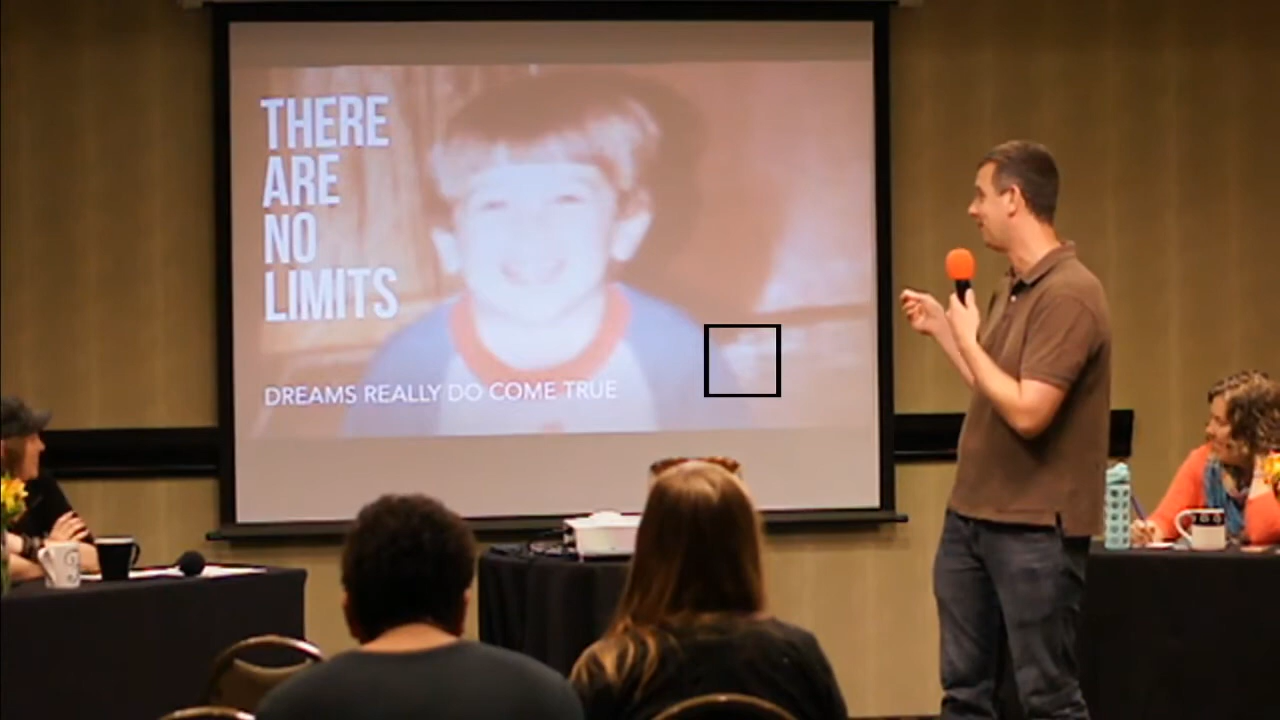 THERE
ARE
NO
LIMITS
DREAMS REALLY DO COME TRUE